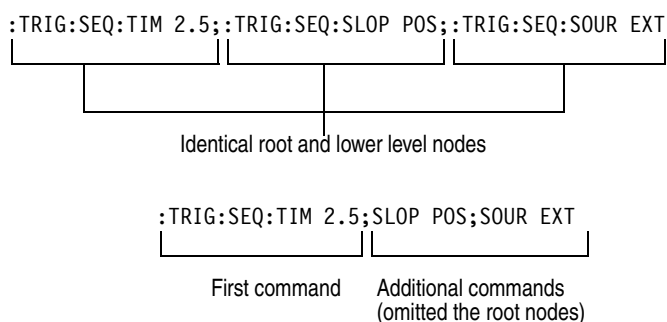 :TRIG:SEQ:TIM 2.5;:TRIG:SEQ:SLOP POS;:TRIG:SEQ:SOUR EXT
Identical root and lower level nodes
:TRIG:SEQ:TIM 2.5;SLOP POS;SOUR EXT
First command Additional commands
(omitted the root nodes)